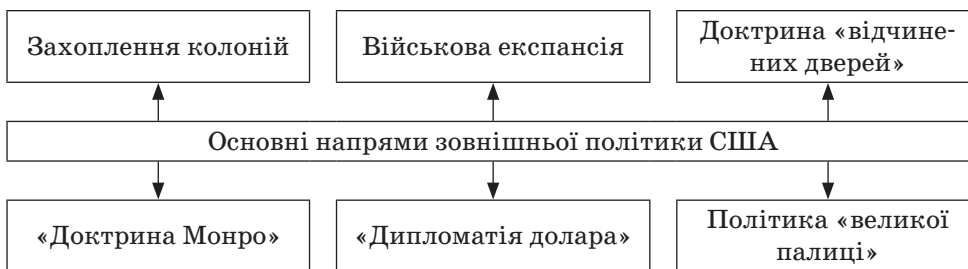 Захоплення колоній
Військова експансія
Доктрина «відчине-
них дверей»
Основні напрями зовнішньої політики США
«Доктрина Монро»
«Дипломатія долара»
Політика «великої
палиці»